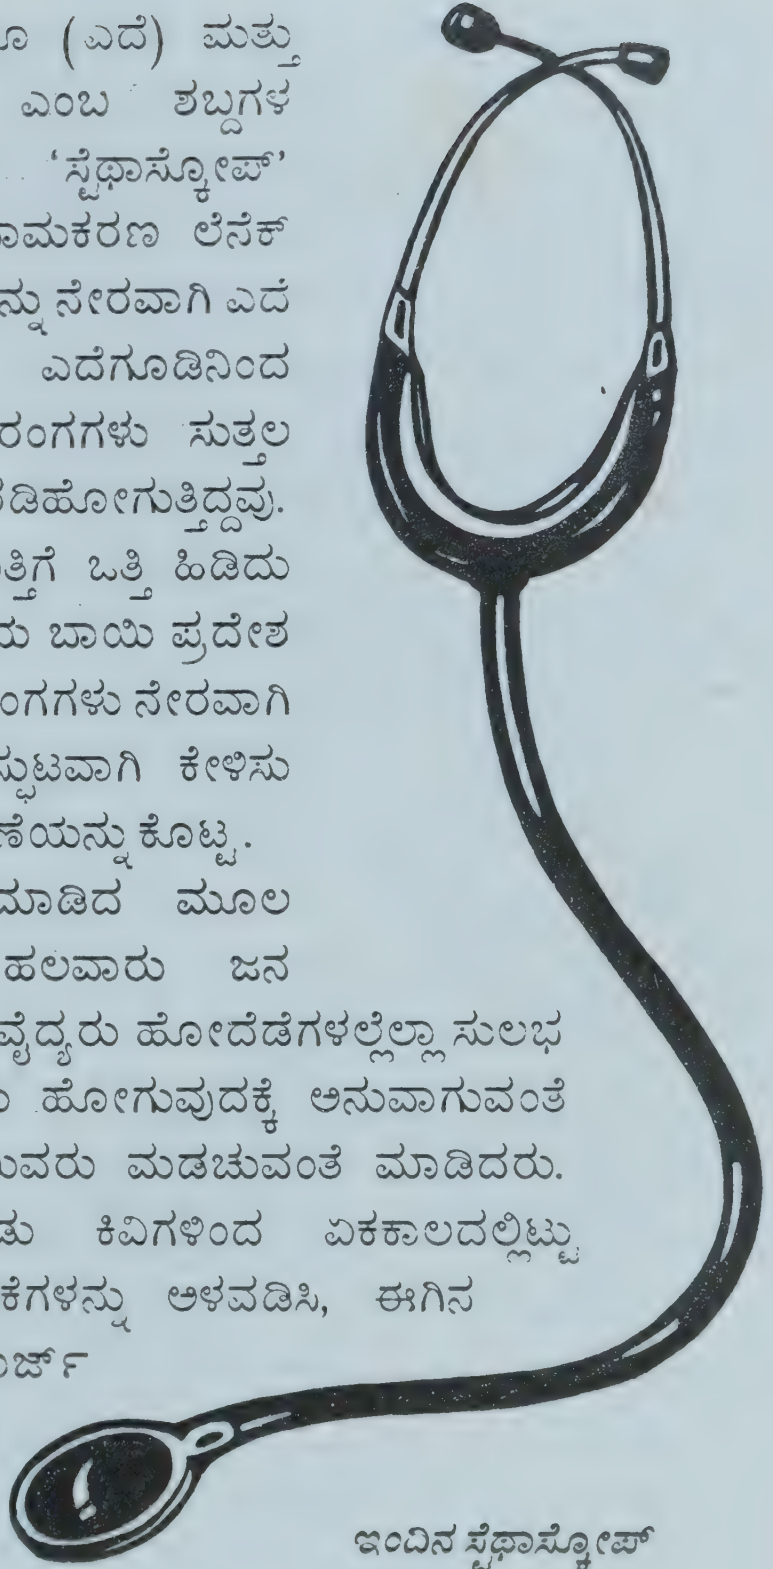 (ಎದೆ) ಮತ್ತು
ಎಂಬ ಶಬ್ದಗಳ
'ಸ್ಟೆಥಾಸ್ಕೋಪ್'
ಾಮಕರಣ ಲೆನೆಕ್
ನ್ನು ನೇರವಾಗಿ ಎದೆ
ಎದೆಗೂಡಿನಿಂದ
ರಂಗಗಳು ಸುತ್ತಲ
ಡಿಹೋಗುತ್ತಿದ್ದವು.
ತ್ತಿಗೆ ಒತ್ತಿ ಹಿಡಿದು
ಬಾಯಿ ಪ್ರದೇಶ
ಂಗಗಳು ನೇರವಾಗಿ
ಸ್ಫುಟವಾಗಿ ಕೇಳಿಸು
ಣೆಯನ್ನು ಕೊಟ್ಟ.
ಮಾಡಿದ ಮೂಲ
ಹಲವಾರು ಜನ
ವೈದ್ಯರು ಹೋದೆಡೆಗಳಲ್ಲೆಲ್ಲಾ ಸುಲಭ
ಹೋಗುವುದಕ್ಕೆ ಅನುವಾಗುವಂತೆ
ುವರು ಮಡಚುವಂತೆ ಮಾಡಿದರು.
ಡು ಕಿವಿಗಳಿಂದ ಏಕಕಾಲದಲ್ಲಿಟ್ಟು
ಕೆಗಳನ್ನು ಅಳವಡಿಸಿ, ಈಗಿನ
ರ್ಜ್
ಇಂದಿನ ಸ್ಟೆಥಾಸ್ಕೋಪ್